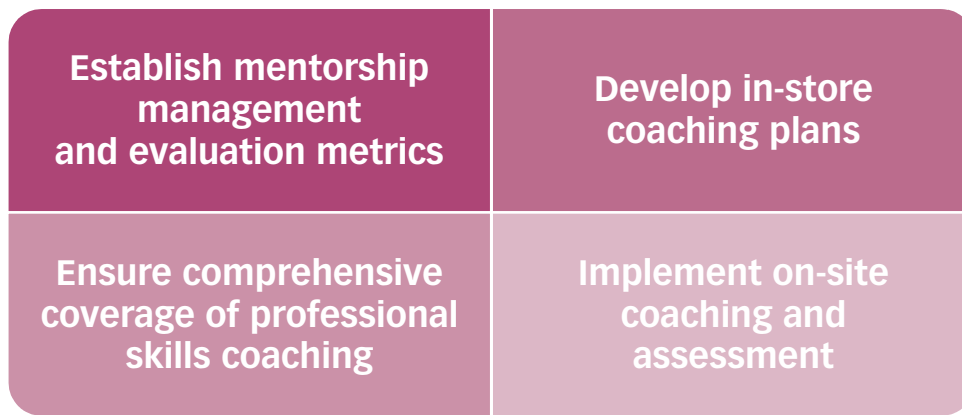 Establish mentorship
management
and evaluation metrics
Develop in-store
coaching plans
Ensure comprehensive
coverage of professional
skills coaching
Implement on-site
coaching and
assessment